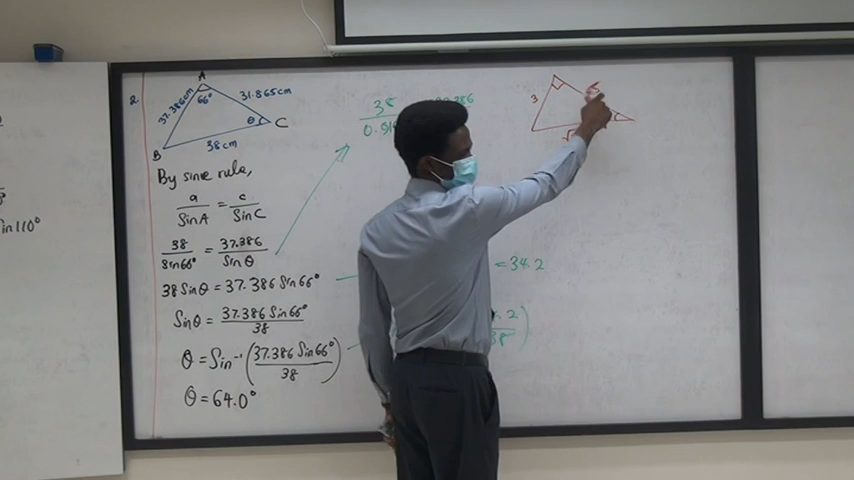 in110°
2.
A
37.386cm
66°
31.865cm
θ
C
B
38cm
By sine rule,
a/SinA = c/SinC
38/Sin66° = 37.386/Sinθ
38 Sinθ = 37.386 Sin66°
Sinθ = 37.386 Sin66°/38
θ = Sin⁻¹(37.386 Sin66°/38)
θ = 64.0°
38
= 34.2
3